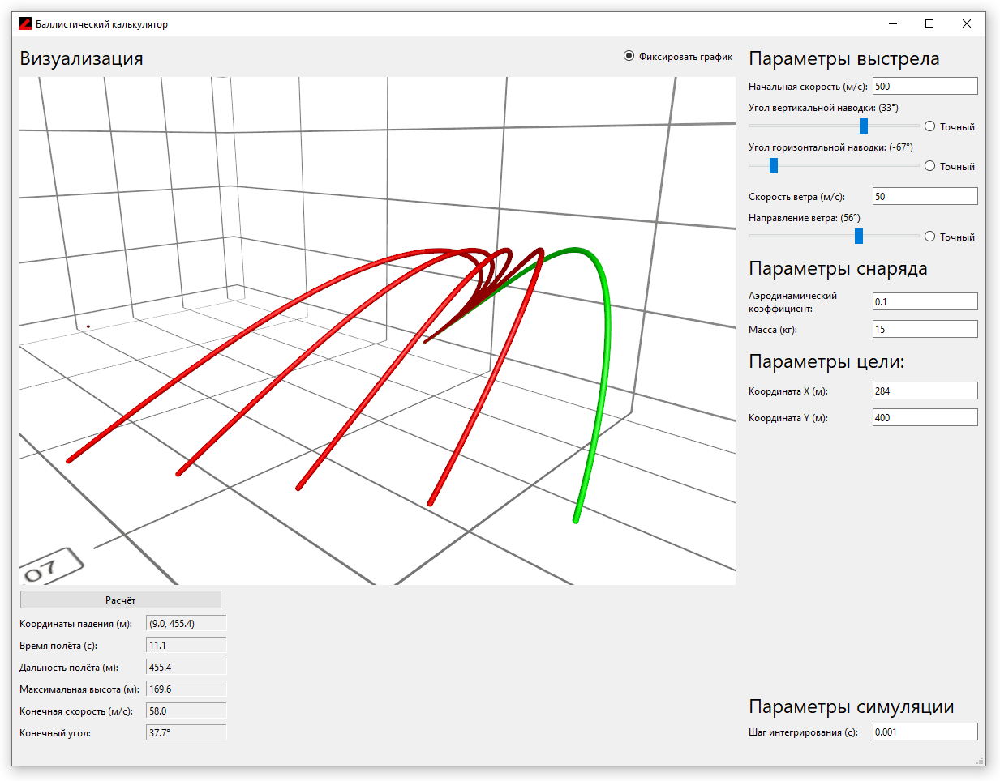 Баллистический калькулятор
Визуализация
Фиксировать график
07
Расчёт
Координаты падения (м): (9.0, 455.4)
Время полёта (с): 11.1
Дальность полёта (м): 455.4
Максимальная высота (м): 169.6
Конечная скорость (м/с): 58.0
Конечный угол: 37.7°
Параметры выстрела
Начальная скорость (м/с): 500
Угол вертикальной наводки: (33°)
Точный
Угол горизонтальной наводки: (-67°)
Точный
Скорость ветра (м/с): 50
Направление ветра: (56°)
Точный
Параметры снаряда
Аэродинамический
коэффициент: 0.1
Масса (кг): 15
Параметры цели:
Координата X (м): 284
Координата Y (м): 400
Параметры симуляции
Шаг интегрирования (с): 0.001